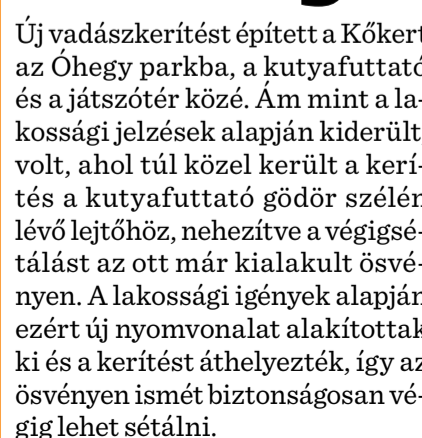 Új vadászkerítést épített a Kőkert
az Óhegy parkba, a kutyafuttató
és a játszótér közé. Ám mint a la-
kossági jelzések alapján kiderült,
volt, ahol túl közel került a kerí-
tés a kutyafuttató gödör szélén
lévő lejtőhöz, nehezítve a végigsé-
tálást az ott már kialakult ösvé-
nyen. A lakossági igények alapján
ezért új nyomvonalat alakítottak
ki és a kerítést áthelyezték, így az
ösvényen ismét biztonságosan vé-
gig lehet sétálni.